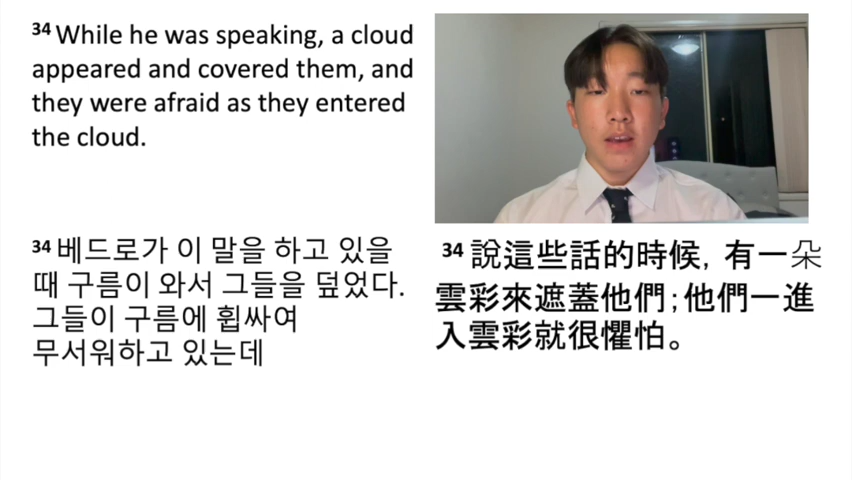 34 While he was speaking, a cloud
appeared and covered them, and
they were afraid as they entered
the cloud.
34 베드로가 이 말을 하고 있을
때 구름이 와서 그들을 덮었다.
그들이 구름에 휩싸여
무서워하고 있는데
34 說這些話的時候，有一朵
雲彩來遮蓋他們；他們一進
入雲彩就很懼怕。